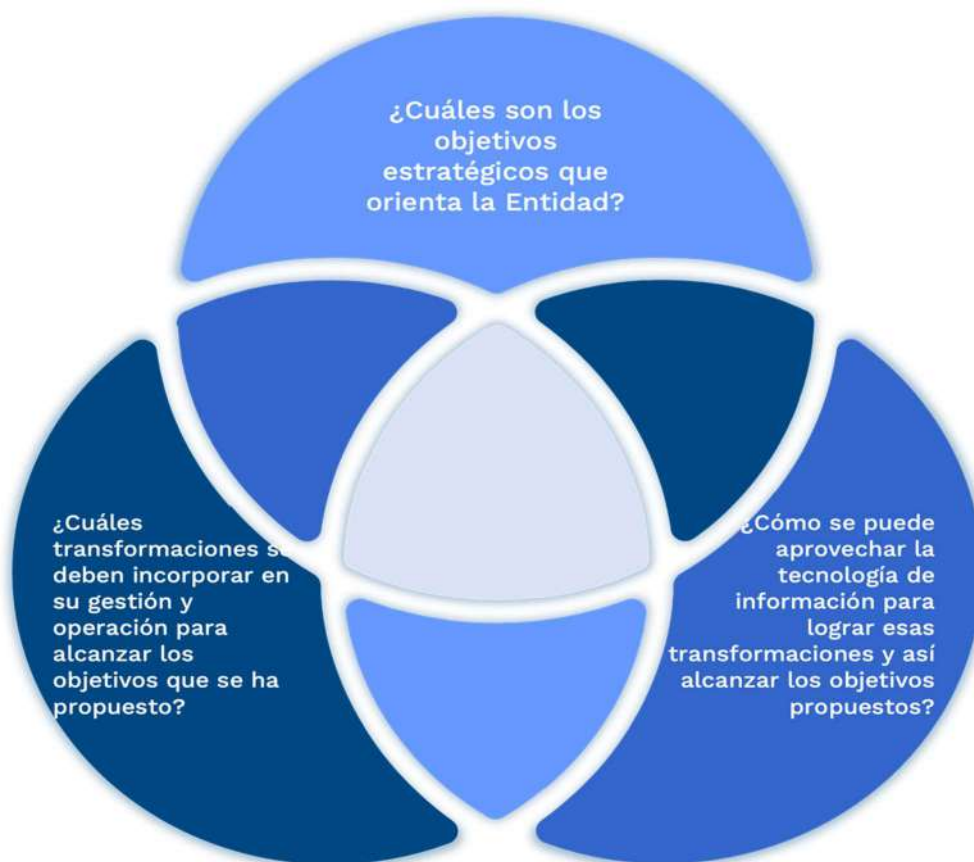 ¿Cuáles son los
objetivos
estratégicos que
orienta la Entidad?
¿Cuáles
transformaciones se
deben incorporar en
su gestión y
operación para
alcanzar los
objetivos que se ha
propuesto?
¿Cómo se puede
aprovechar la
tecnología de
información para
lograr esas
transformaciones y así
alcanzar los objetivos
propuestos?